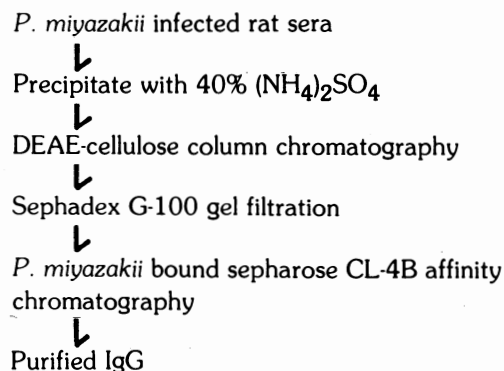 P. miyazakii infected rat sera
Precipitate with 40% (NH4)2SO4
DEAE-cellulose column chromatography
Sephadex G-100 gel filtration
P. miyazakii bound sepharose CL-4B affinity
chromatography
Purified IgG